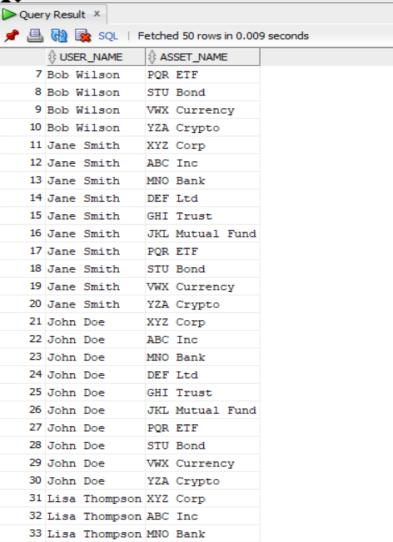 Query Result ×
SQL | Fetched 50 rows in 0.009 seconds
USER_NAME ASSET_NAME
7 Bob Wilson PQR ETF
8 Bob Wilson STU Bond
9 Bob Wilson VWX Currency
10 Bob Wilson YZA Crypto
11 Jane Smith XYZ Corp
12 Jane Smith ABC Inc
13 Jane Smith MNO Bank
14 Jane Smith DEF Ltd
15 Jane Smith GHI Trust
16 Jane Smith JKL Mutual Fund
17 Jane Smith PQR ETF
18 Jane Smith STU Bond
19 Jane Smith VWX Currency
20 Jane Smith YZA Crypto
21 John Doe XYZ Corp
22 John Doe ABC Inc
23 John Doe MNO Bank
24 John Doe DEF Ltd
25 John Doe GHI Trust
26 John Doe JKL Mutual Fund
27 John Doe PQR ETF
28 John Doe STU Bond
29 John Doe VWX Currency
30 John Doe YZA Crypto
31 Lisa Thompson XYZ Corp
32 Lisa Thompson ABC Inc
33 Lisa Thompson MNO Bank